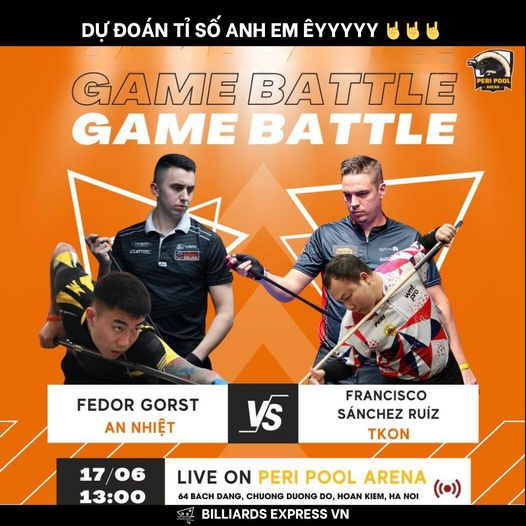 DỰ ĐOÁN TỈ SỐ ANH EM ÊYYYYY 🤘🤘🤘
PERI POOL
ARENA
GAME BATTLE
GAME BATTLE
FEDOR GORST
AN NHIỆT
VS
FRANCISCO
SÁNCHEZ RUÍZ
TKON
17/06
13:00
LIVE ON PERI POOL ARENA
64 BACH DANG, CHUONG DUONG DO, HOAN KIEM, HA NOI
BILLIARDS EXPRESS VN